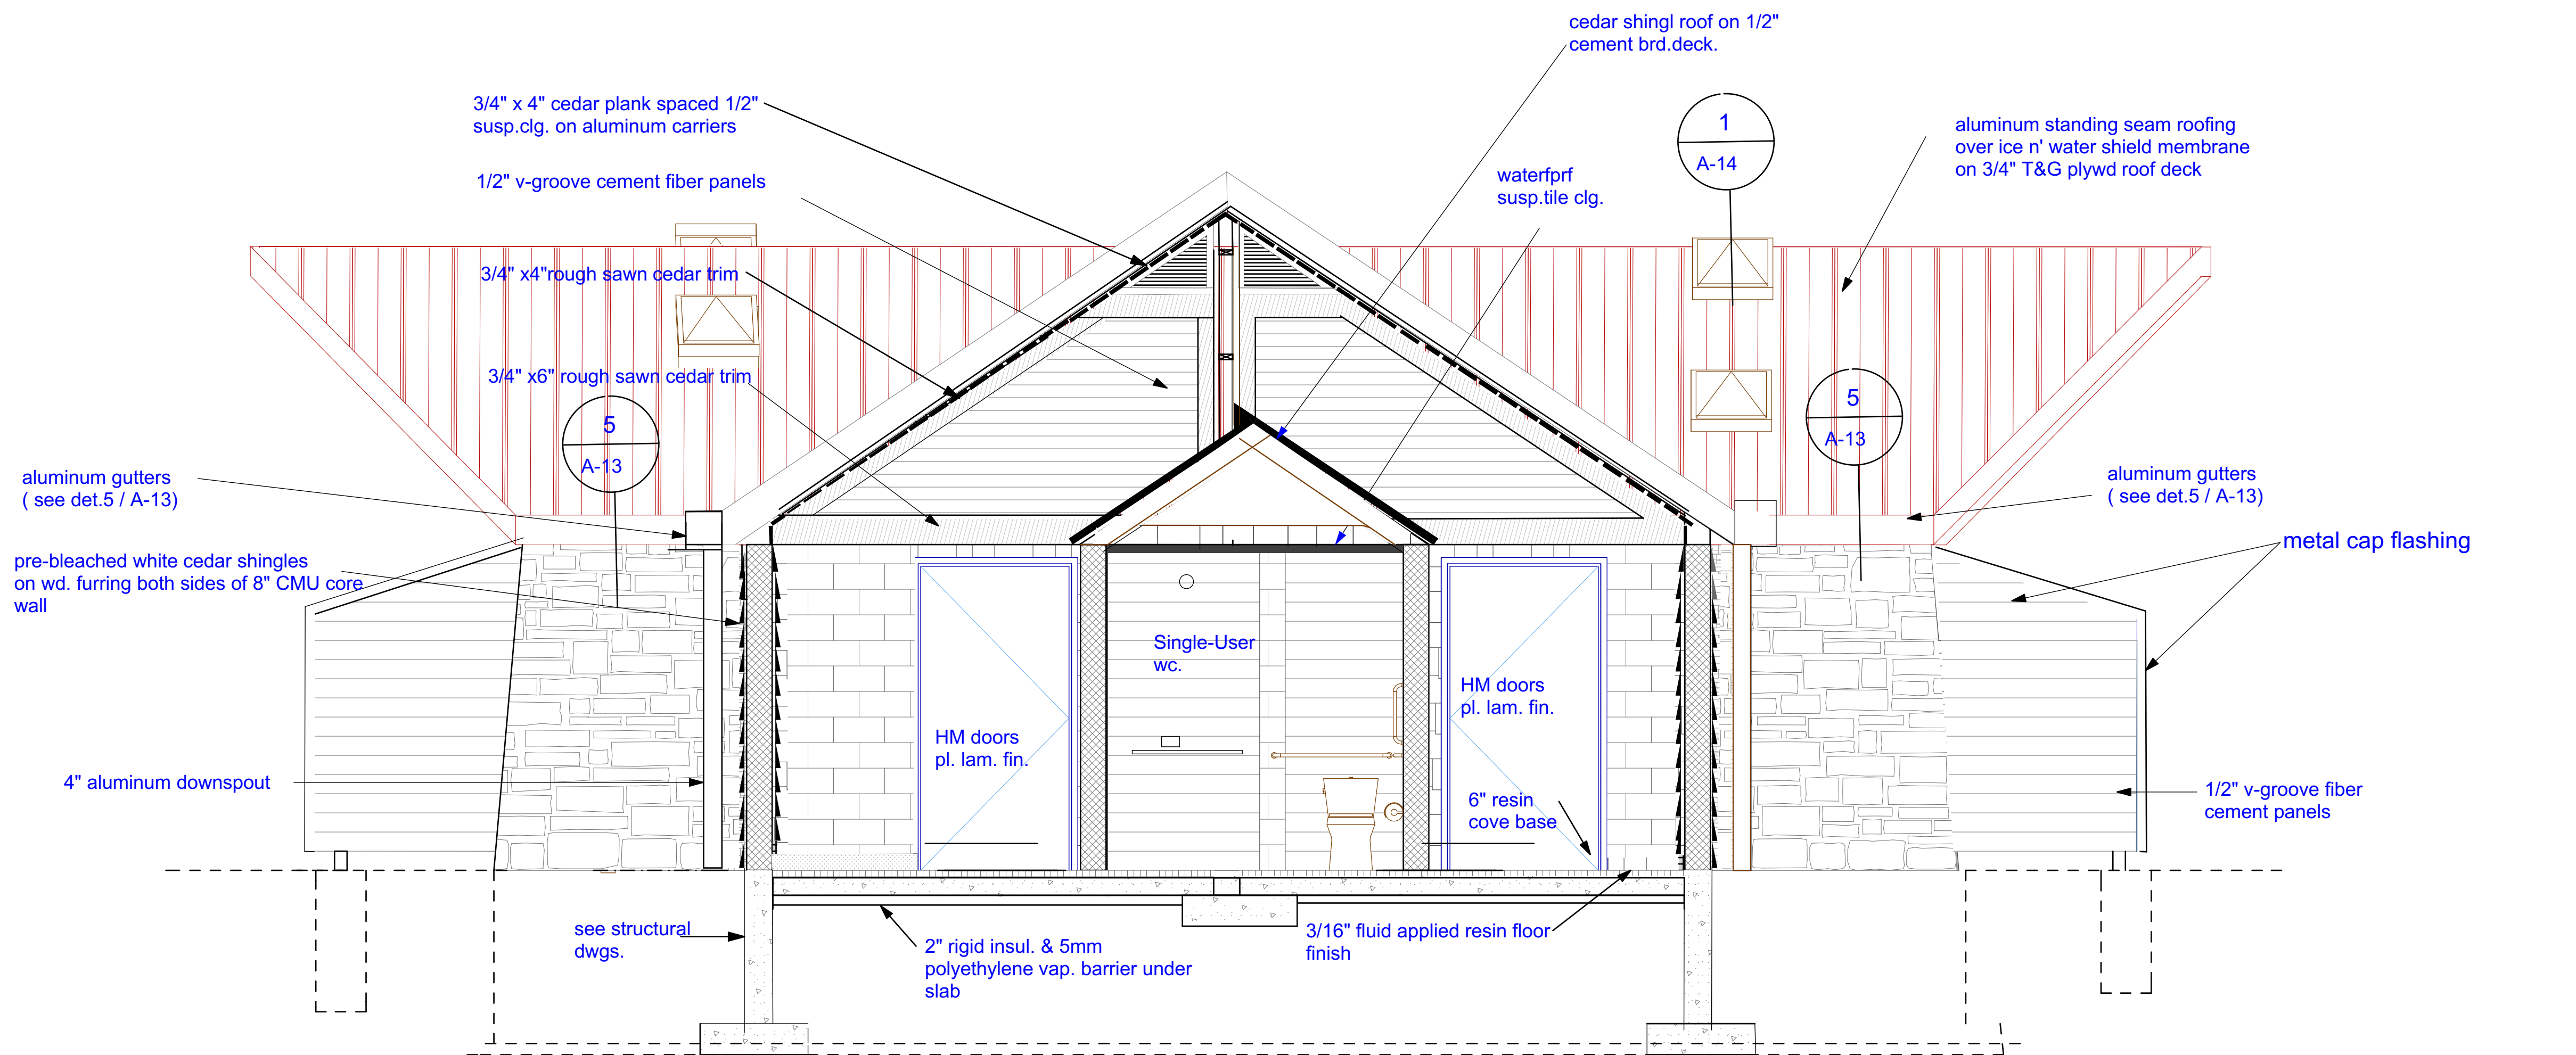 cedar shingl roof on 1/2"
cement brd.deck.
3/4" x 4" cedar plank spaced 1/2"
susp.clg. on aluminum carriers
1
A-14
aluminum standing seam roofing
over ice n' water shield membrane
on 3/4" T&G plywd roof deck
1/2" v-groove cement fiber panels
waterfprf
susp.tile clg.
3/4" x4"rough sawn cedar trim
3/4" x6" rough sawn cedar trim
5
A-13
5
A-13
aluminum gutters
( see det.5 / A-13)
aluminum gutters
( see det.5 / A-13)
pre-bleached white cedar shingles
on wd. furring both sides of 8" CMU core
wall
metal cap flashing
Single-User
wc.
HM doors
pl. lam. fin.
HM doors
pl. lam. fin.
4" aluminum downspout
6" resin
cove base
1/2" v-groove fiber
cement panels
see structural
dwgs.
2" rigid insul. & 5mm
polyethylene vap. barrier under
slab
3/16" fluid applied resin floor
finish